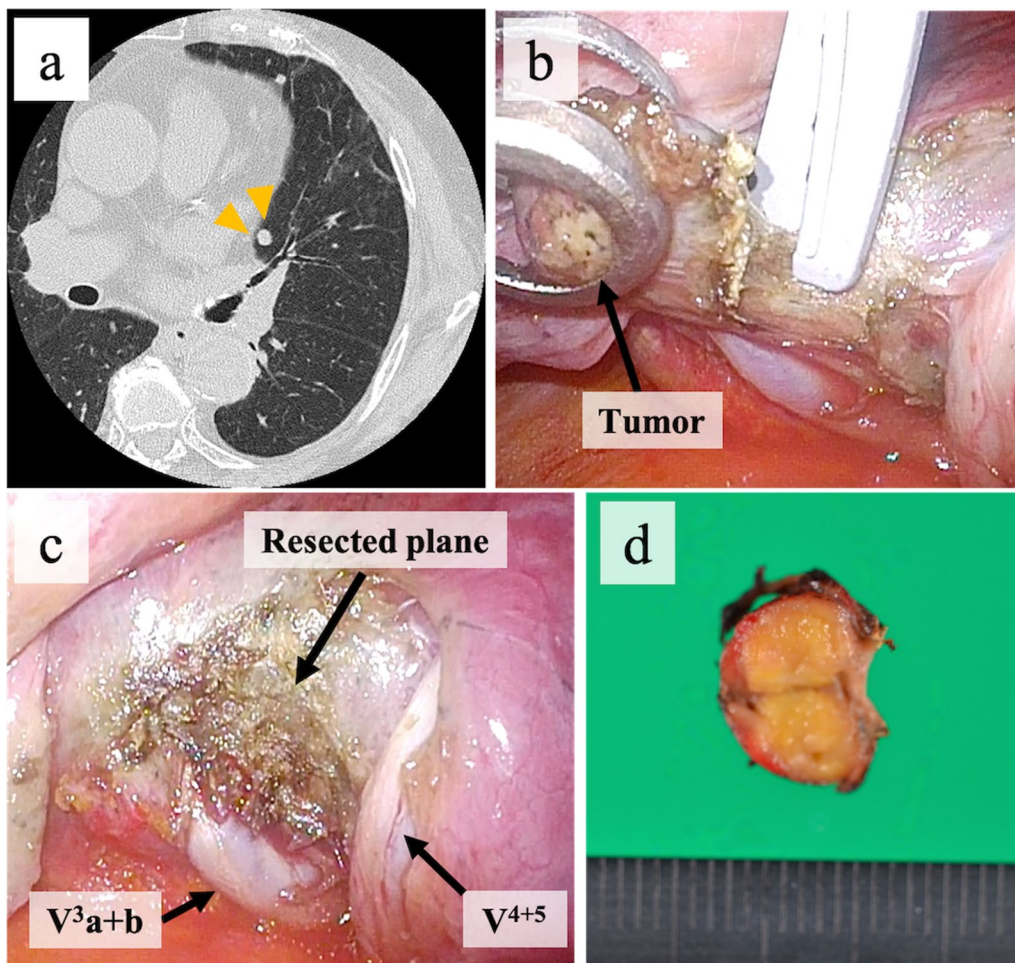 a
b
Tumor
c
Resected plane
V³a+b
V⁴⁺⁵
d